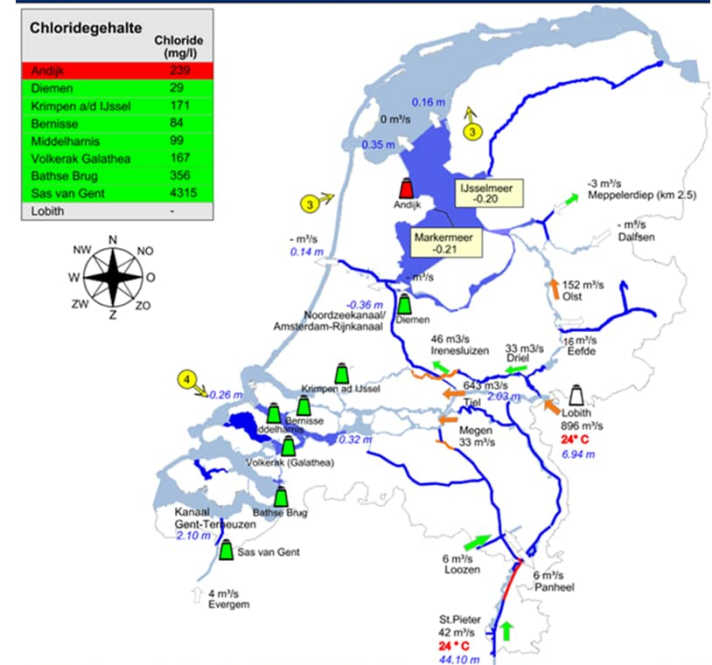 Chloridegehalte
Chloride
(mg/l)
Andijk 239
Diemen 29
Krimpen a/d IJssel 171
Bernisse 84
Middelharnis 99
Volkerak Galathea 167
Bathse Brug 356
Sas van Gent 4315
Lobith -
N
NW NO
W O
ZW ZO
Z
0.16 m
0 m³/s
0.35 m
3
3
IJsselmeer
-0.20
Andijk
Markermeer
-0.21
-3 m³/s
Meppelerdiep (km 2.5)
- m³/s
Dalfsen
- m³/s
0.14 m
- m³/s
152 m3/s
Olst
-0.36 m
Noordzeekanaal/
Amsterdam-Rijnkanaal
Diemen
46 m3/s
Irenesluizen
33 m3/s
Driel
16 m³/s
Eefde
4
-0.26 m
Krimpen ad IJssel
643 m3/s
2.03 m
Tiel
Lobith
896 m³/s
24° C
6.94 m
Bernisse
ddelharnis
0.32 m
Megen
33 m³/s
Volkerak (Galathea)
Kanaal
Gent-Terneuzen
2.10 m
Bathse Brug
Sas van Gent
4 m³/s
Evergem
6 m³/s
Loozen
6 m³/s
Panheel
St.Pieter
42 m³/s
24 ° C
44.10 m